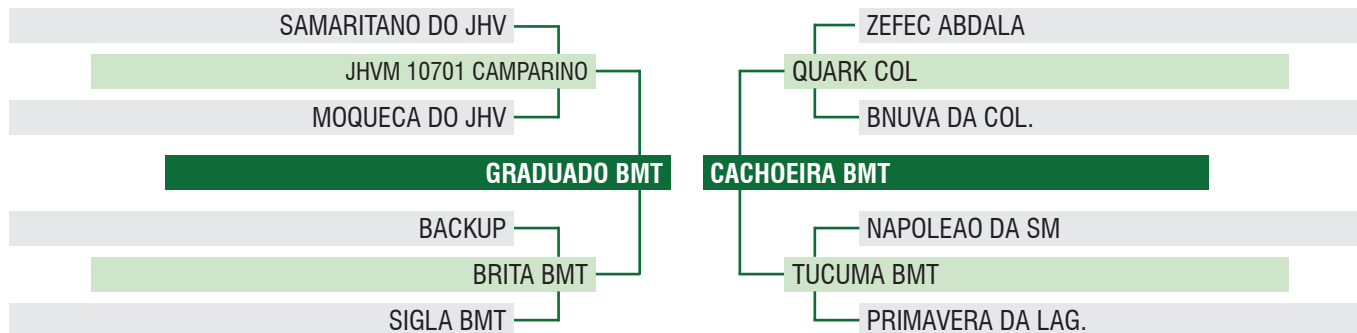 SAMARITANO DO JHV
JHVM 10701 CAMPARINO
MOQUECA DO JHV
GRADUADO BMT
BACKUP
BRITA BMT
SIGLA BMT
ZEFEC ABDALA
QUARK COL
BNUVA DA COL.
CACHOEIRA BMT
NAPOLEAO DA SM
TUCUMA BMT
PRIMAVERA DA LAG.